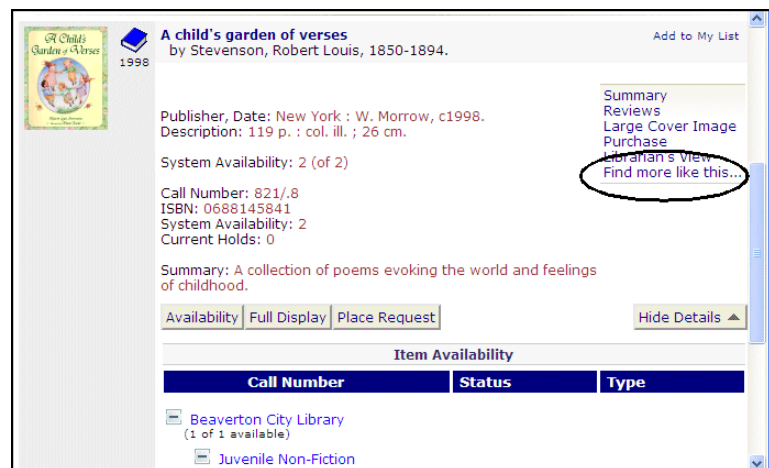 A Child's
Garden of Verses
1998
A child's garden of verses
by Stevenson, Robert Louis, 1850-1894.
Add to My List
Publisher, Date: New York : W. Morrow, c1998.
Description: 119 p. : col. ill. ; 26 cm.
System Availability: 2 (of 2)
Call Number: 821/.8
ISBN: 0688145841
System Availability: 2
Current Holds: 0
Summary: A collection of poems evoking the world and feelings
of childhood.
Summary
Reviews
Large Cover Image
Purchase
Librarian's View
Find more like this...
Availability
Full Display
Place Request
Hide Details
Item Availability
Call Number Status Type
Beaverton City Library
(1 of 1 available)
Juvenile Non-Fiction